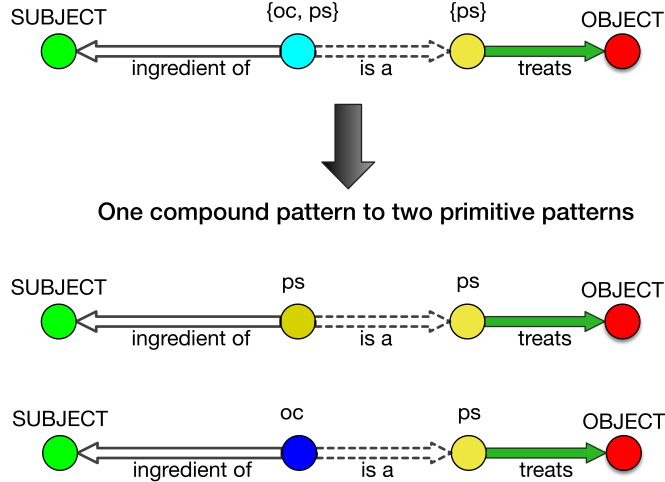 SUBJECT {oc, ps} {ps} OBJECT
ingredient of is a treats
One compound pattern to two primitive patterns
SUBJECT ps ps OBJECT
ingredient of is a treats
SUBJECT oc ps OBJECT
ingredient of is a treats